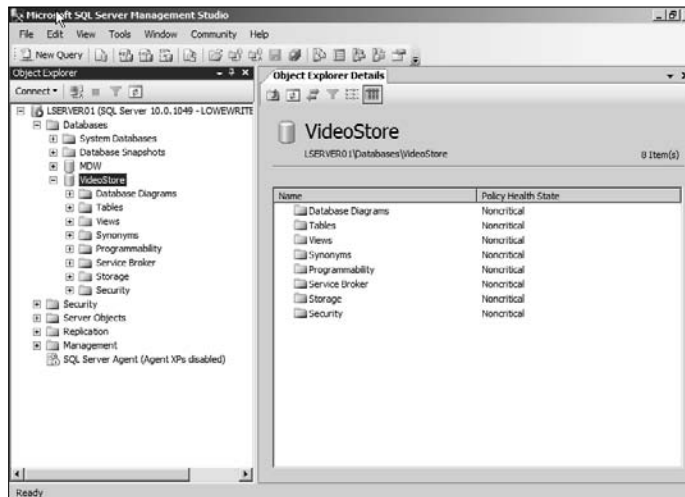 Microsoft SQL Server Management Studio
File Edit View Tools Window Community Help
New Query
Object Explorer
Connect
LSERVER01 (SQL Server 10.0.1049 - LOWEWRITE
Databases
System Databases
Database Snapshots
MDW
VideoStore
Database Diagrams
Tables
Views
Synonyms
Programmability
Service Broker
Storage
Security
Security
Server Objects
Replication
Management
SQL Server Agent (Agent XPs disabled)
Object Explorer Details
VideoStore
LSERVER01\Databases\VideoStore 8 Item(s)
Name Policy Health State
Database Diagrams Noncritical
Tables Noncritical
Views Noncritical
Synonyms Noncritical
Programmability Noncritical
Service Broker Noncritical
Storage Noncritical
Security Noncritical
Ready